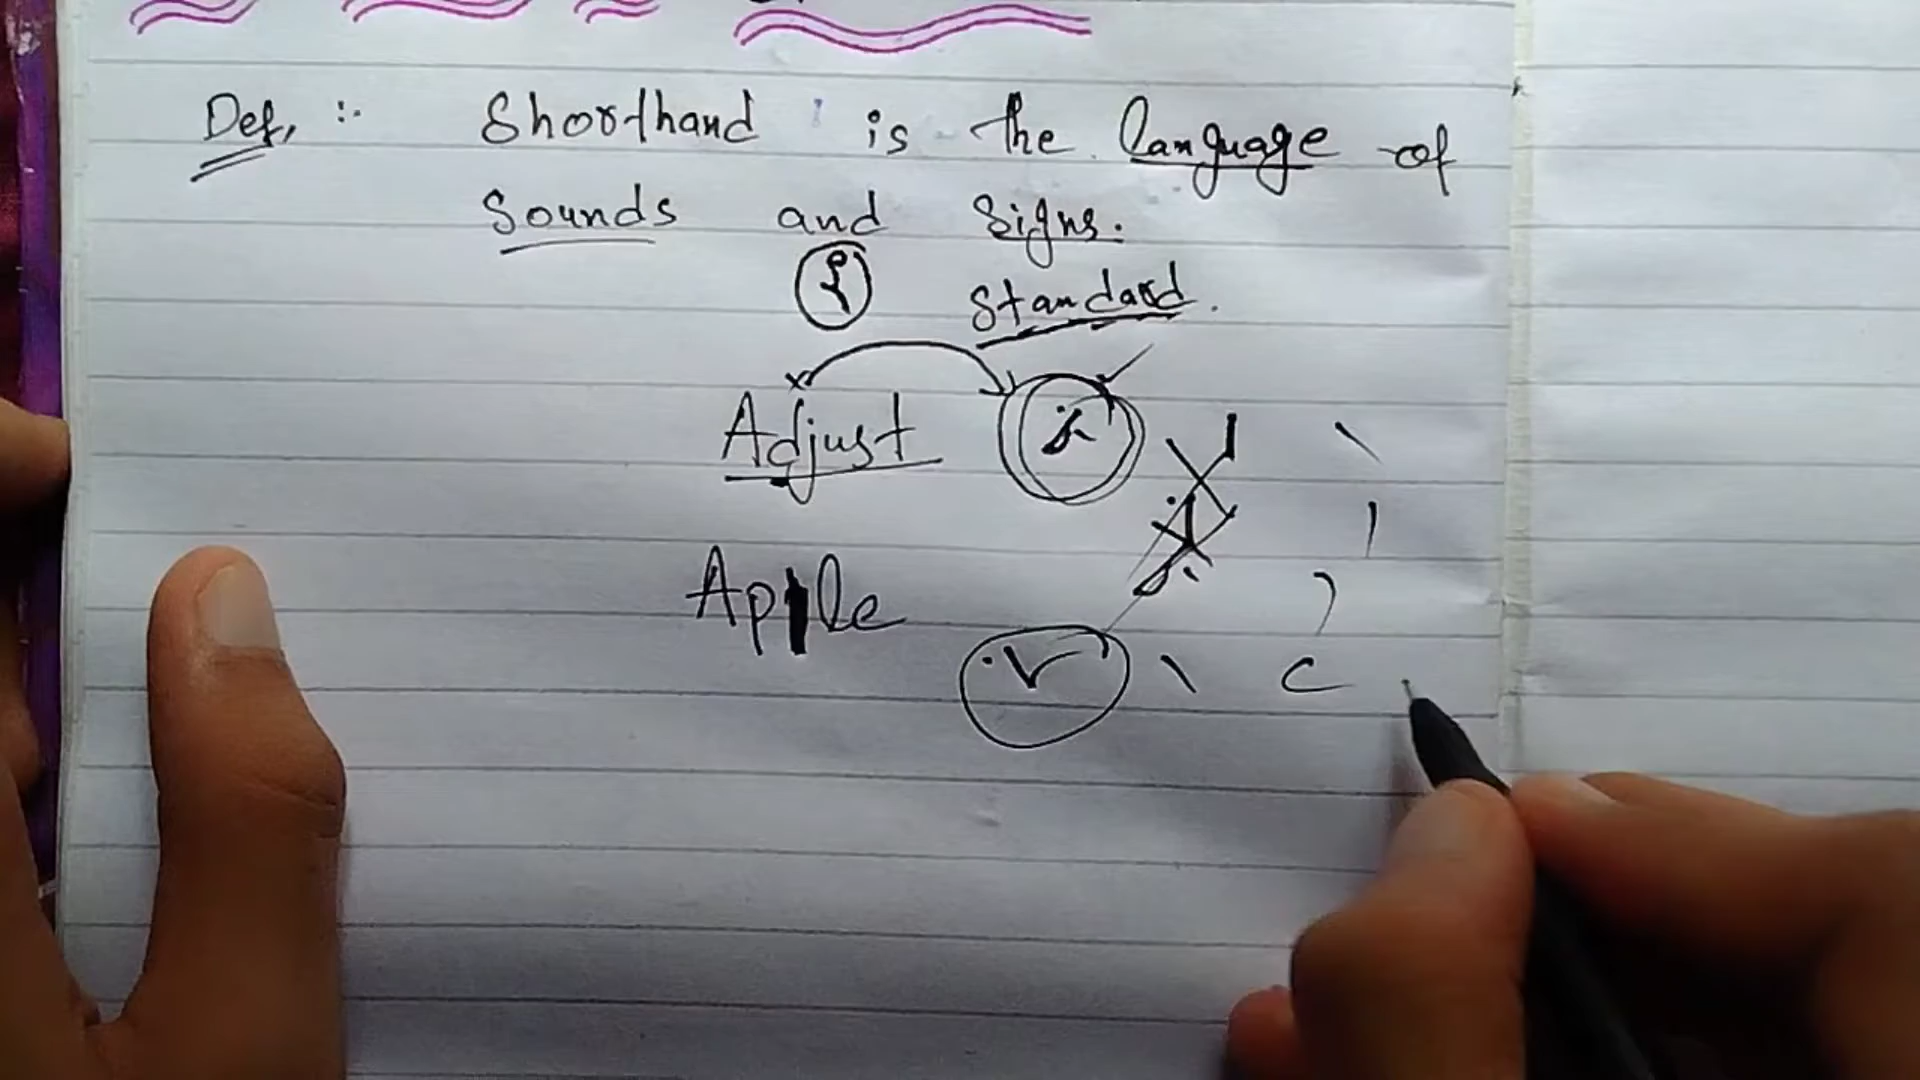 Def, :- Shorthand is the language of
Sounds and Signs.
Standard.
Adjust
Apple